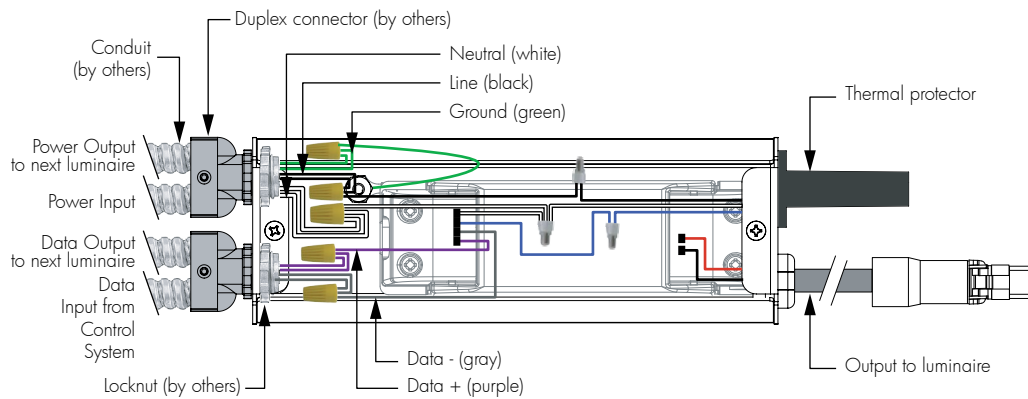 Duplex connector (by others)
Conduit
(by others)
Neutral (white)
Line (black)
Ground (green)
Thermal protector
Power Output
to next luminaire
Power Input
Data Output
to next luminaire
Data
Input from
Control
System
Data - (gray)
Data + (purple)
Locknut (by others)
Output to luminaire